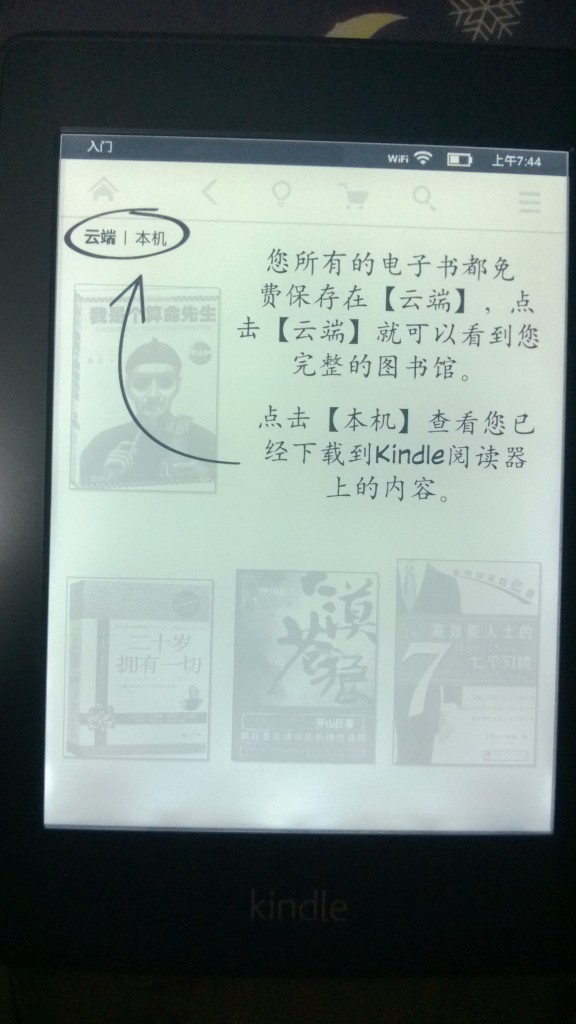 入门
WiFi 上午7:44
云端 | 本机
您所有的电子书都免
费保存在【云端】，点
击【云端】就可以看到您
完整的图书馆。
点击【本机】查看您已
经下载到Kindle阅读器
上的内容。
我是个算命先生
二十岁
拥有一切
大漠
苍狼
开山巨著
高效能人士的
7
七个习惯
kindle